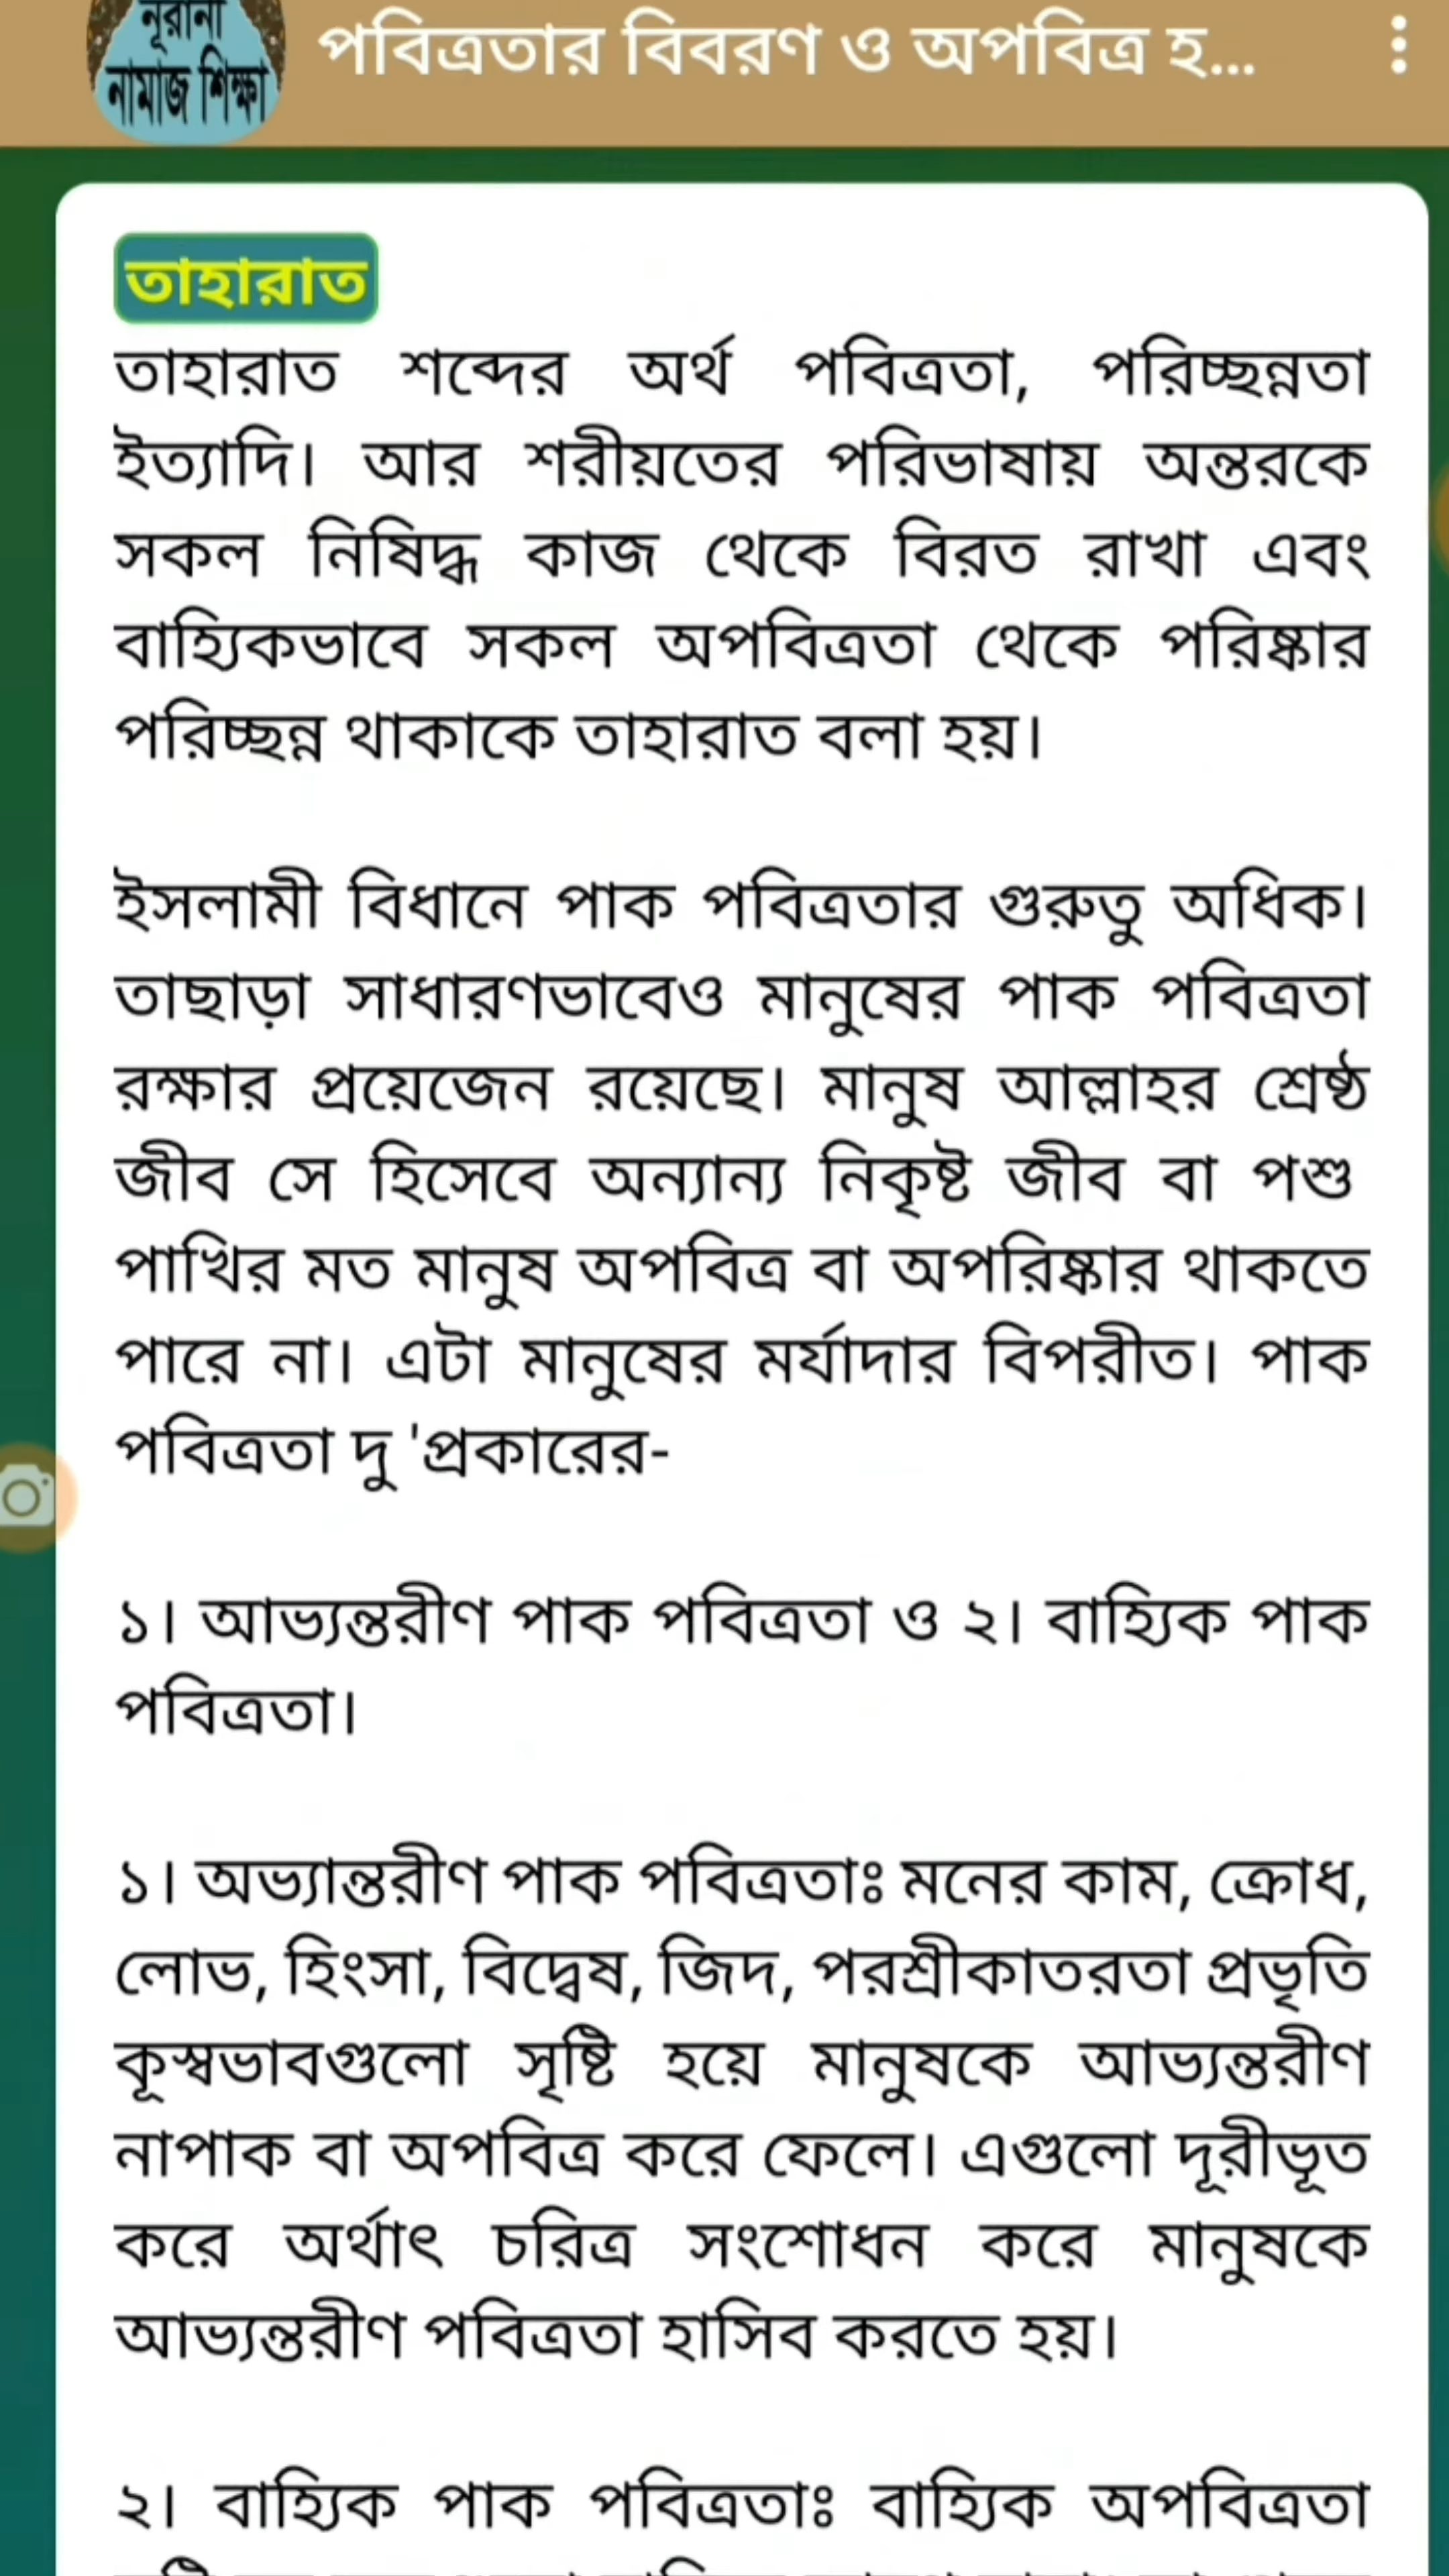 নূরানী
নামাজ শিক্ষা
পবিত্রতার বিবরণ ও অপবিত্র হ...
তাহারাত
তাহারাত শব্দের অর্থ পবিত্রতা, পরিচ্ছন্নতা
ইত্যাদি। আর শরীয়তের পরিভাষায় অন্তরকে
সকল নিষিদ্ধ কাজ থেকে বিরত রাখা এবং
বাহ্যিকভাবে সকল অপবিত্রতা থেকে পরিষ্কার
পরিচ্ছন্ন থাকাকে তাহারাত বলা হয়।
ইসলামী বিধানে পাক পবিত্রতার গুরুতু অধিক।
তাছাড়া সাধারণভাবেও মানুষের পাক পবিত্রতা
রক্ষার প্রয়েজেন রয়েছে। মানুষ আল্লাহর শ্রেষ্ঠ
জীব সে হিসেবে অন্যান্য নিকৃষ্ট জীব বা পশু
পাখির মত মানুষ অপবিত্র বা অপরিষ্কার থাকতে
পারে না। এটা মানুষের মর্যাদার বিপরীত। পাক
পবিত্রতা দু 'প্রকারের-
১। আভ্যন্তরীণ পাক পবিত্রতা ও ২। বাহ্যিক পাক
পবিত্রতা।
১। অভ্যান্তরীণ পাক পবিত্রতাঃ মনের কাম, ক্রোধ,
লোভ, হিংসা, বিদ্বেষ, জিদ, পরশ্রীকাতরতা প্রভৃতি
কূস্বভাবগুলো সৃষ্টি হয়ে মানুষকে আভ্যন্তরীণ
নাপাক বা অপবিত্র করে ফেলে। এগুলো দূরীভূত
করে অর্থাৎ চরিত্র সংশোধন করে মানুষকে
আভ্যন্তরীণ পবিত্রতা হাসিব করতে হয়।
২। বাহ্যিক পাক পবিত্রতাঃ বাহ্যিক অপবিত্রতা